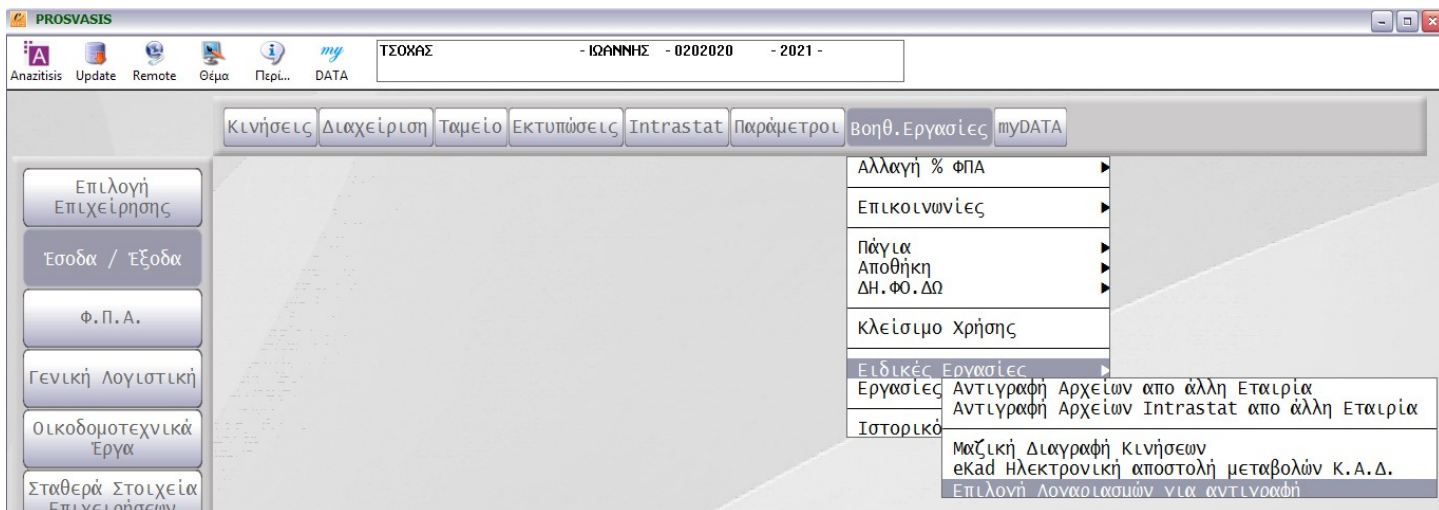 PROSVASIS
Anazitisis Update Remote Θέμα Περί... my DATA
ΤΣΟΧΑΣ - ΙΩΑΝΝΗΣ - 0202020 - 2021 -
Κινήσεις Διαχείριση Ταμείο Εκτυπώσεις Intrastat Παράμετροι Βοηθ.Εργασίες myDATA
Επιλογή
Επιχείρησης
Έσοδα / Έξοδα
Φ.Π.Α.
Γενική Λογιστική
Οικοδομοτεχνικά
Έργα
Σταθερά Στοιχεία
Επιχειρήσεων
Αλλαγή % ΦΠΑ
Επικοινωνίες
Πάγια
Αποθήκη
ΔΗ.ΦΟ.ΔΩ
Κλείσιμο Χρήσης
Ειδικές Εργασίες
Εργασίες
Ιστορικό
Αντιγραφή Αρχείων απο άλλη Εταιρία
Αντιγραφή Αρχείων Intrastat απο άλλη Εταιρία
Μαζική Διαγραφή Κινήσεων
eKad Ηλεκτρονική αποστολή μεταβολών Κ.Α.Δ.
Επιλογή Λογαριασμών για αντιγραφή